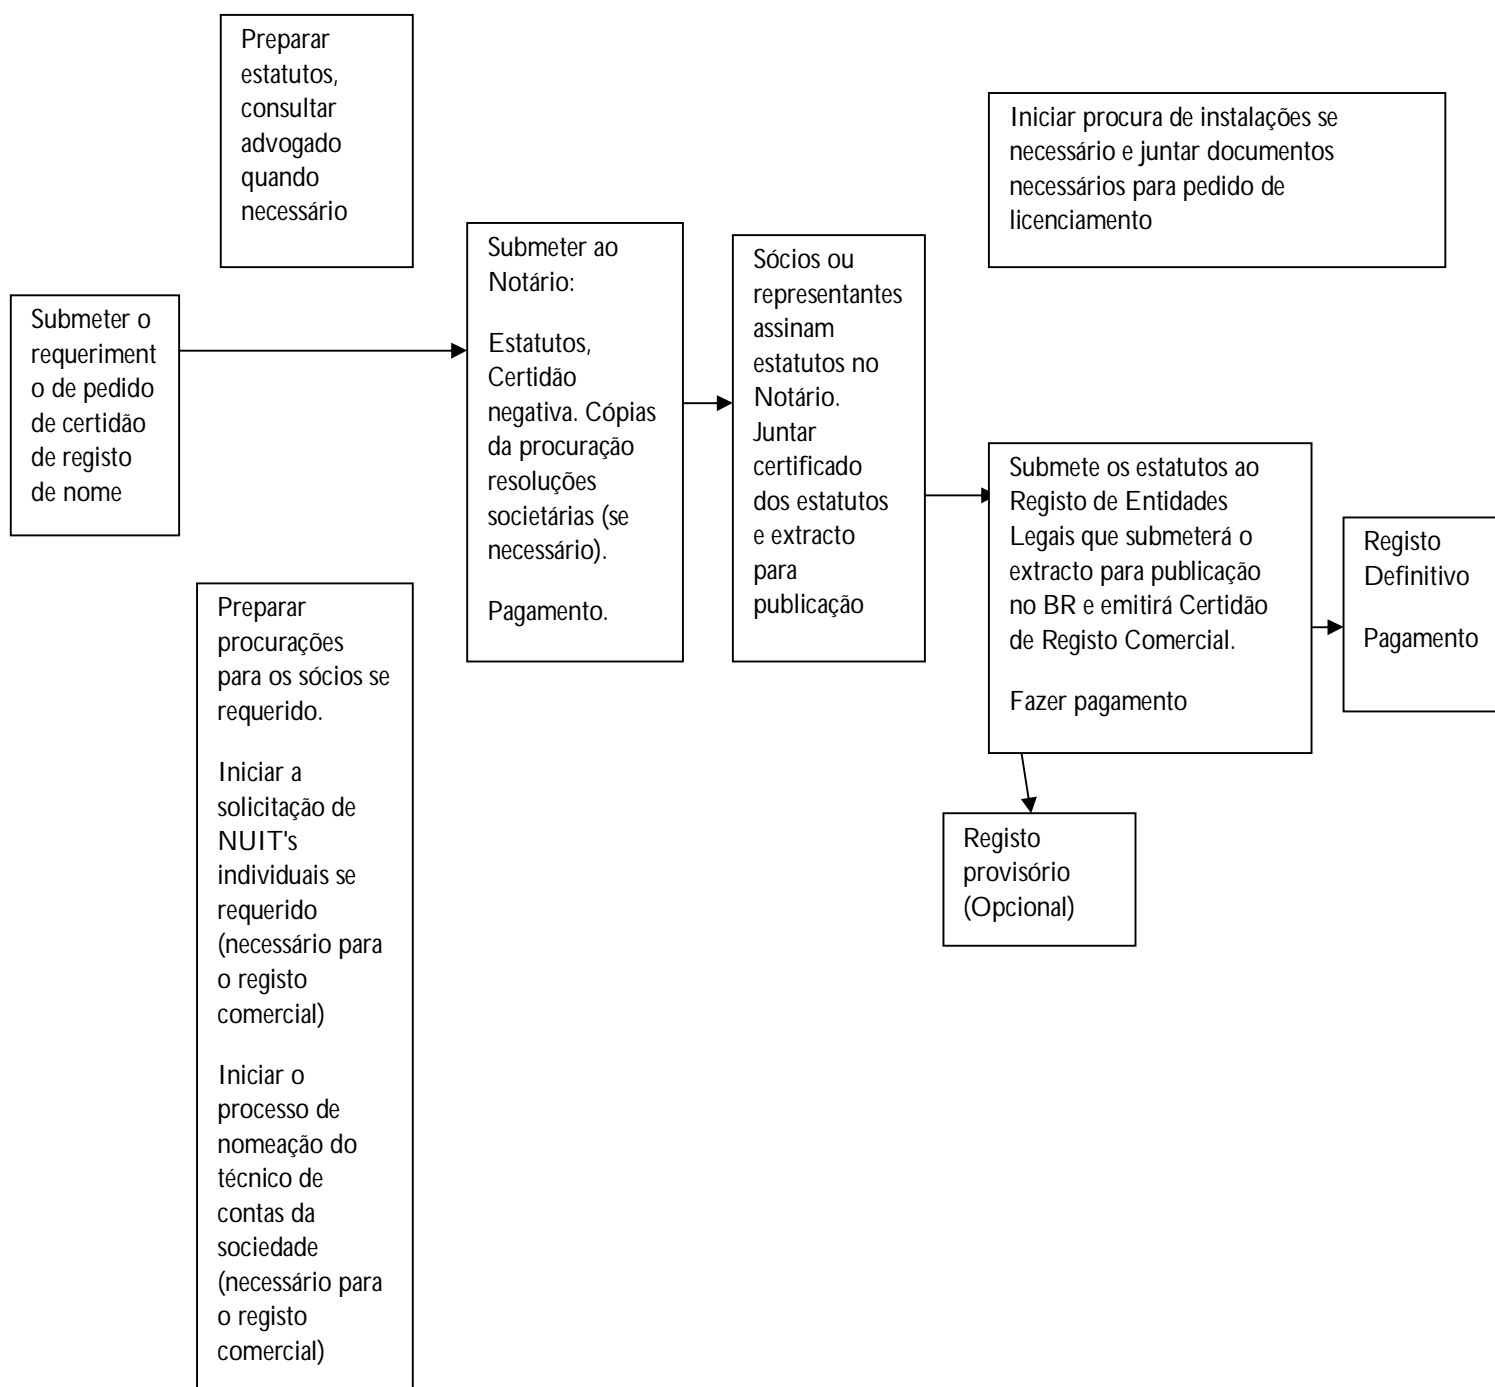 Preparar
estatutos,
consultar
advogado
quando
necessário
Iniciar procura de instalações se
necessário e juntar documentos
necessários para pedido de
licenciamento
Submeter o
requeriment
o de pedido
de certidão
de registo
de nome
Submeter ao
Notário:
Estatutos,
Certidão
negativa. Cópias
da procuração
resoluções
societárias (se
necessário).
Pagamento.
Sócios ou
representantes
assinam
estatutos no
Notário.
Juntar
certificado
dos estatutos
e extracto
para
publicação
Submete os estatutos ao
Registo de Entidades
Legais que submeterá o
extracto para publicação
no BR e emitirá Certidão
de Registo Comercial.
Fazer pagamento
Registo
Definitivo
Pagamento
Registo
provisório
(Opcional)
Preparar
procurações
para os sócios se
requerido.
Iniciar a
solicitação de
NUIT's
individuais se
requerido
(necessário para
o registo
comercial)
Iniciar o
processo de
nomeação do
técnico de
contas da
sociedade
(necessário para
o registo
comercial)